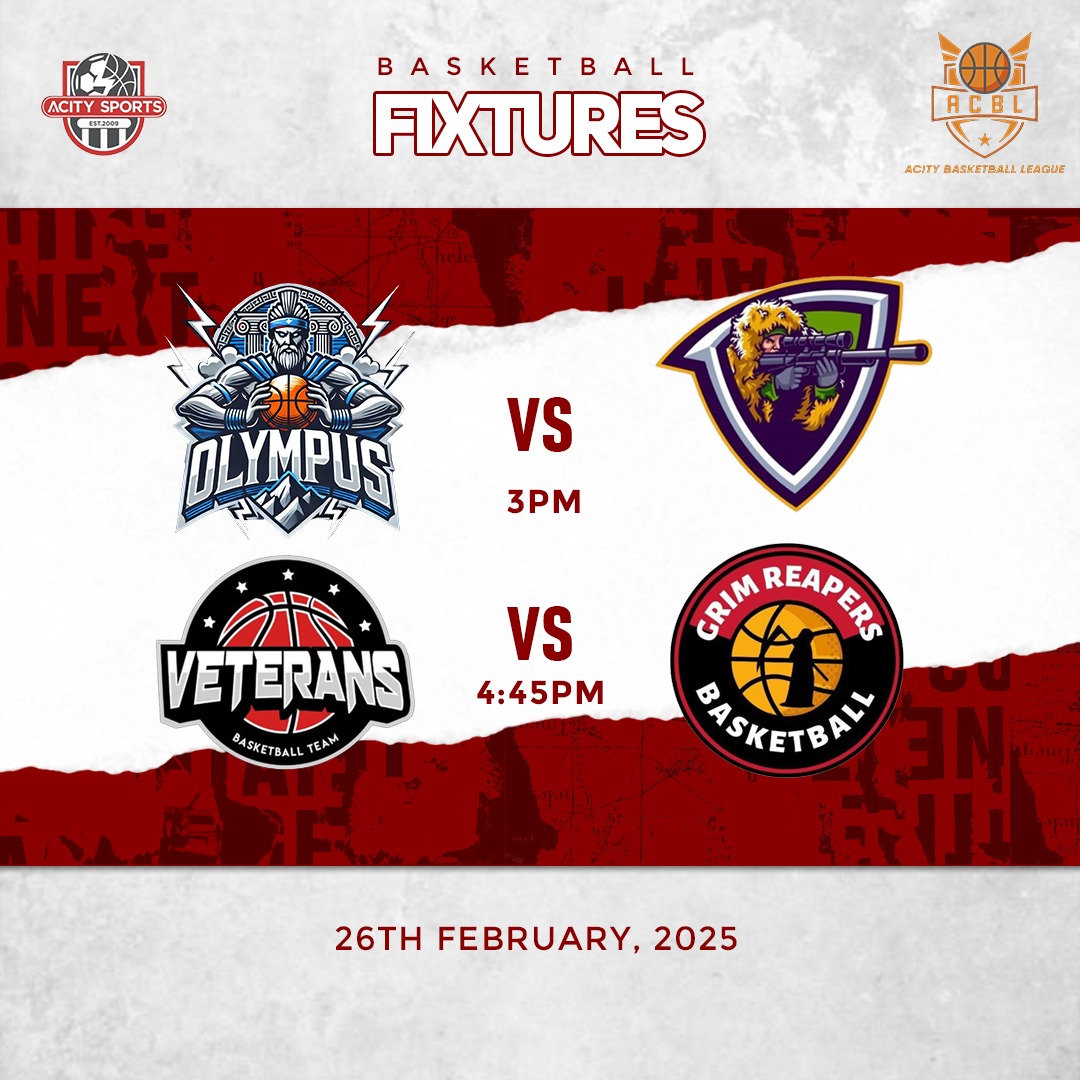 BASKETBALL
FIXTURES
ACITY SPORTS
EST.2009
ACBL
ACITY BASKETBALL LEAGUE
OLYMPUS
VS
3PM
VETERANS
BASKETBALL TEAM
VS
4:45PM
GRIM REAPERS
BASKETBALL
26TH FEBRUARY, 2025